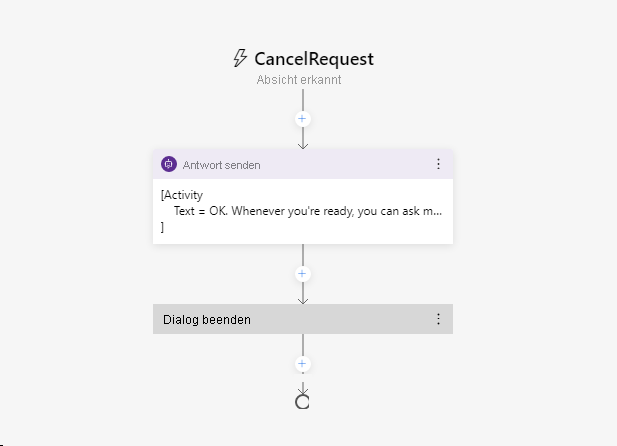 CancelRequest
Absicht erkannt
Antwort senden
[Activity
Text = OK. Whenever you're ready, you can ask m...
]
Dialog beenden